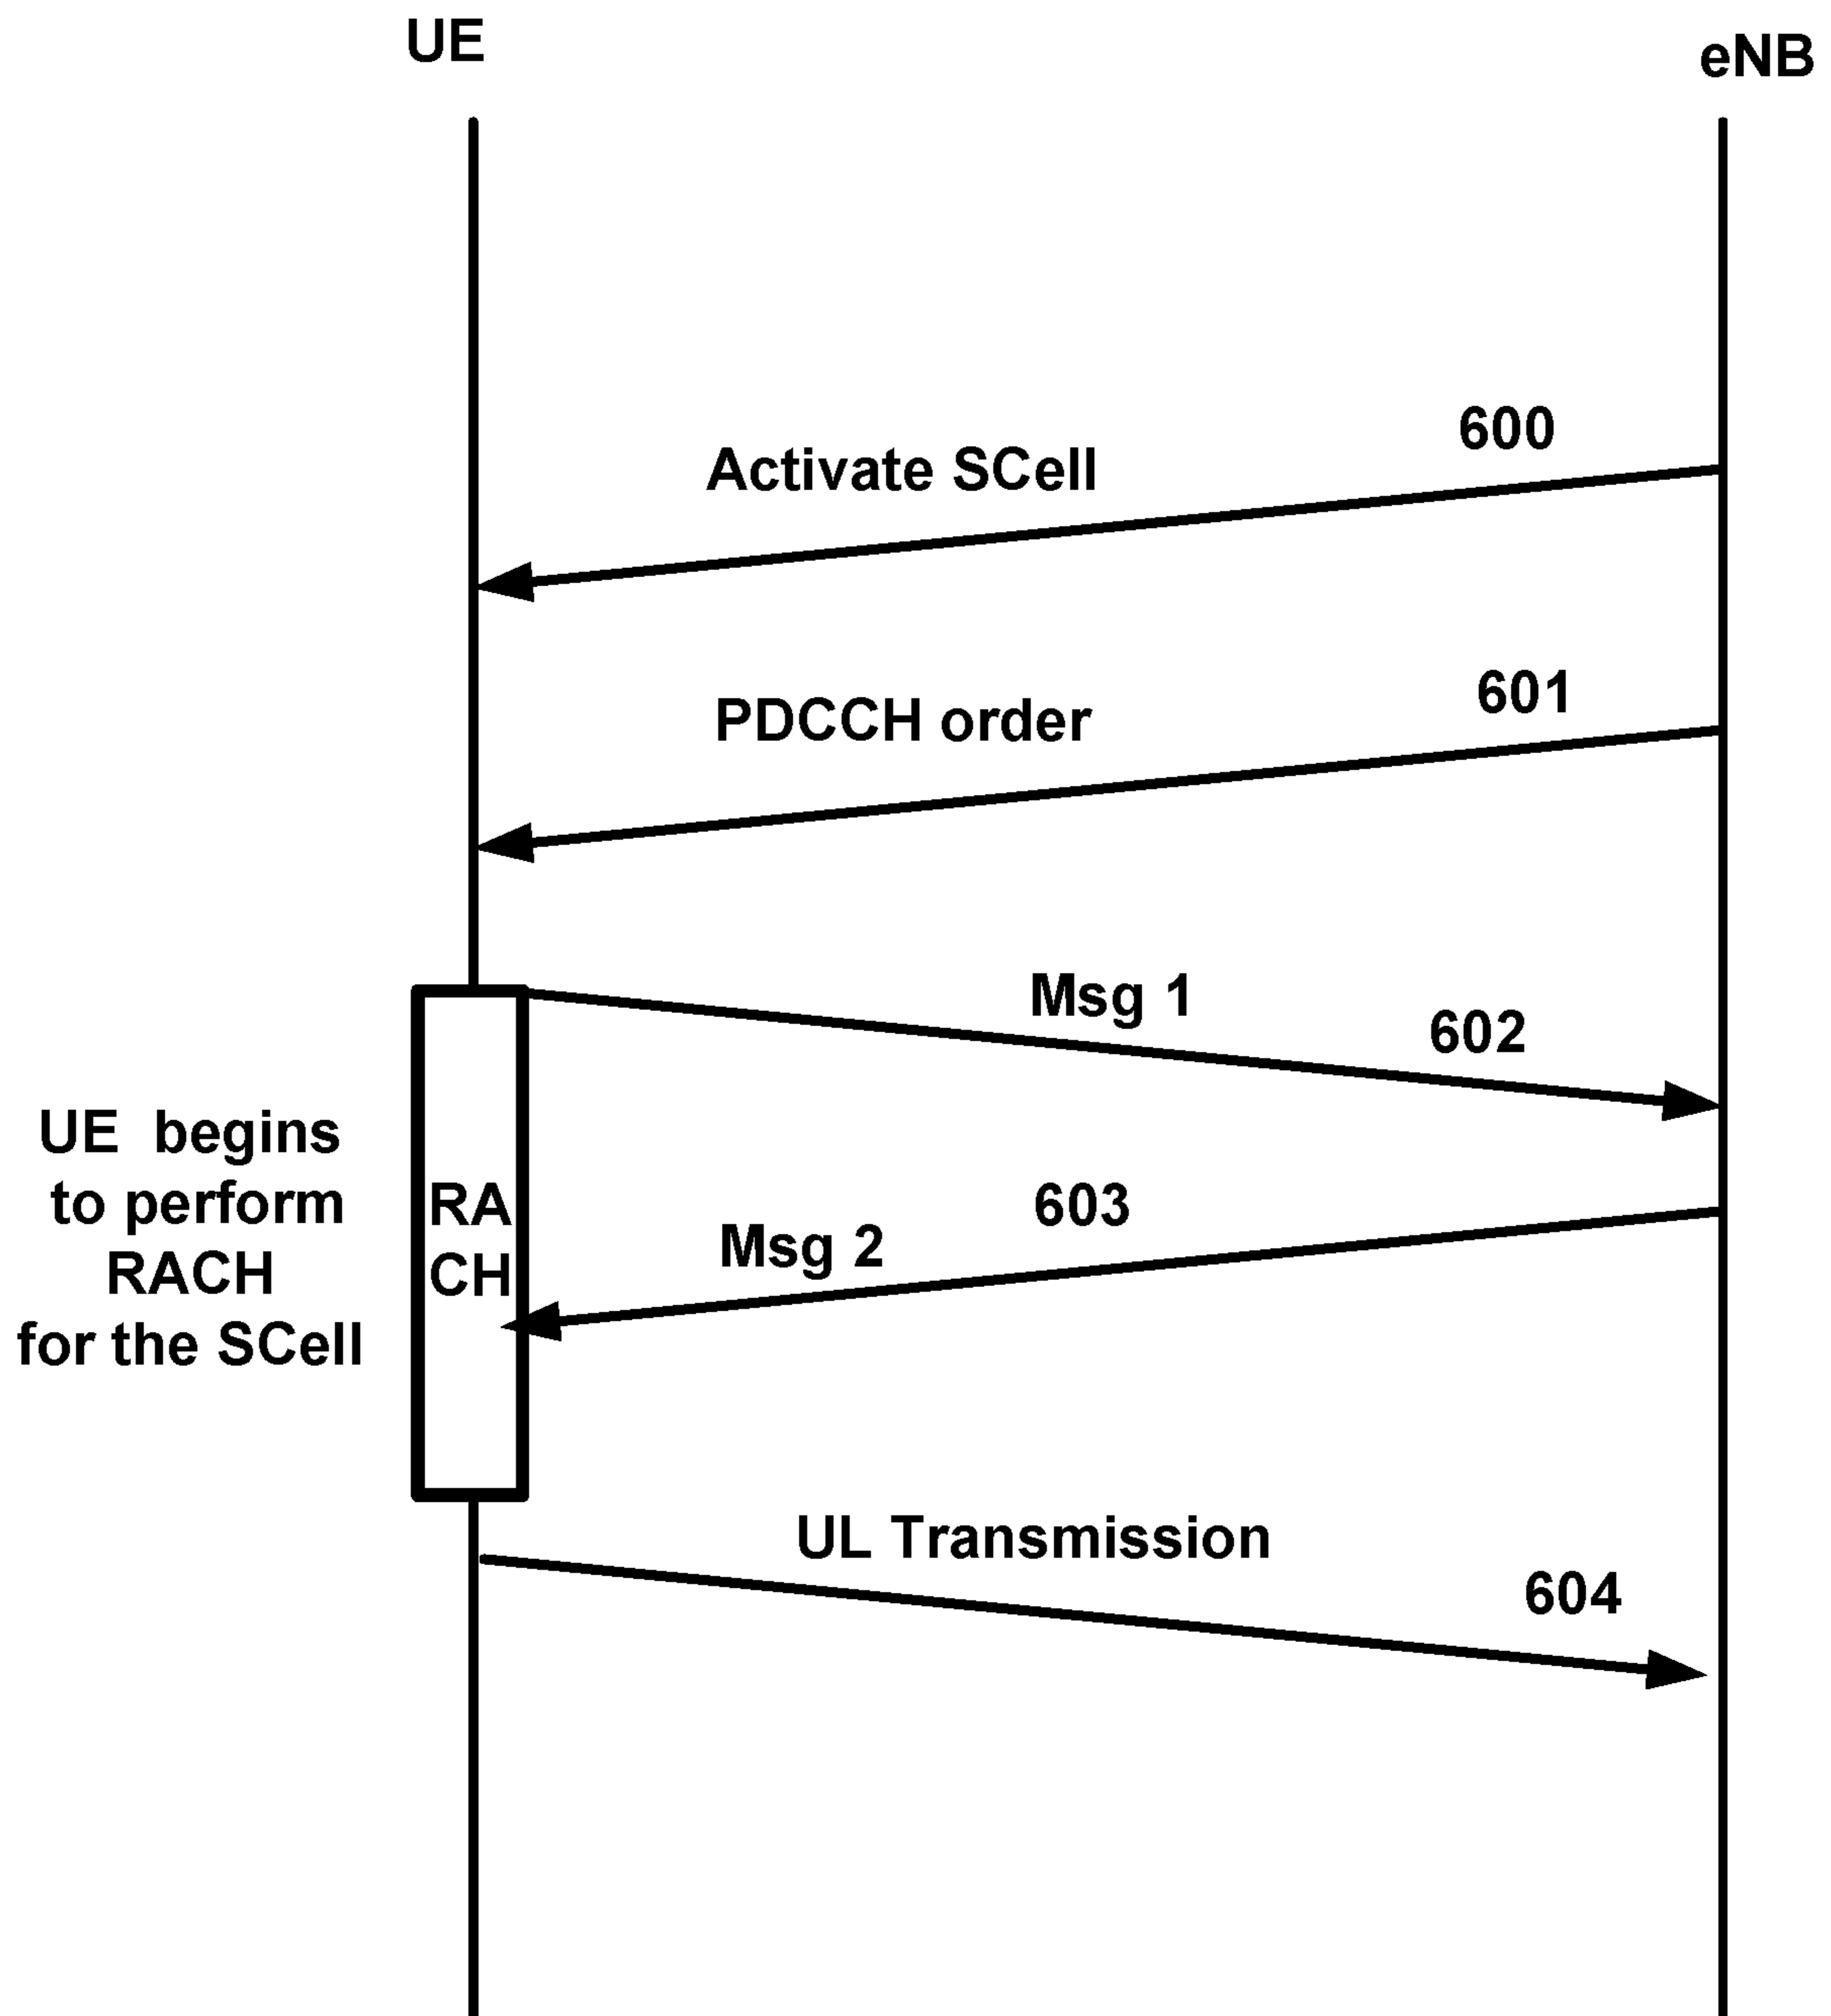 UE
eNB
600
Activate SCell
601
PDCCH order
Msg 1
602
UE begins
to perform
RACH
for the SCell
RA
CH
603
Msg 2
UL Transmission
604